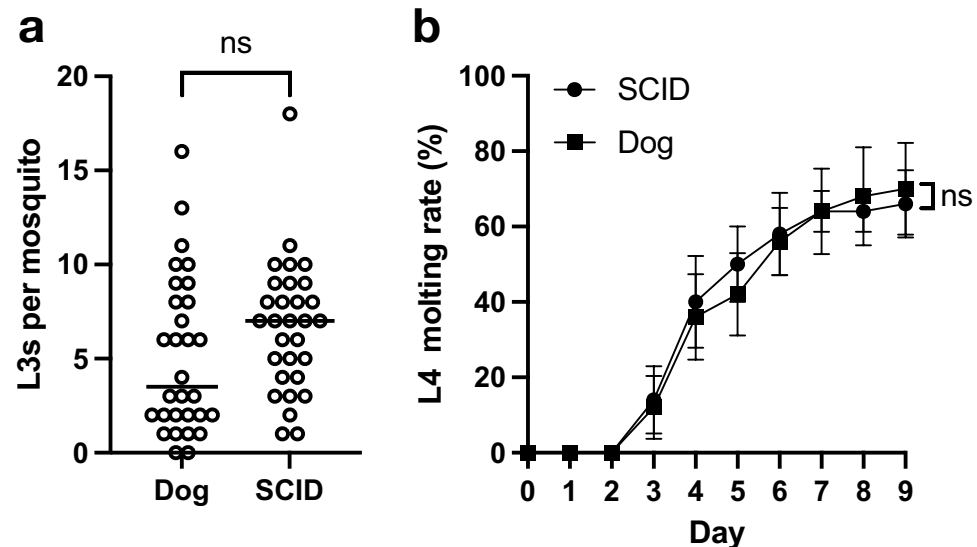 a
ns
L3s per mosquito
20
15
10
5
0
Dog SCID
b
L4 molting rate (%)
100
80
60
40
20
0
SCID
Dog
ns
0 1 2 3 4 5 6 7 8 9
Day